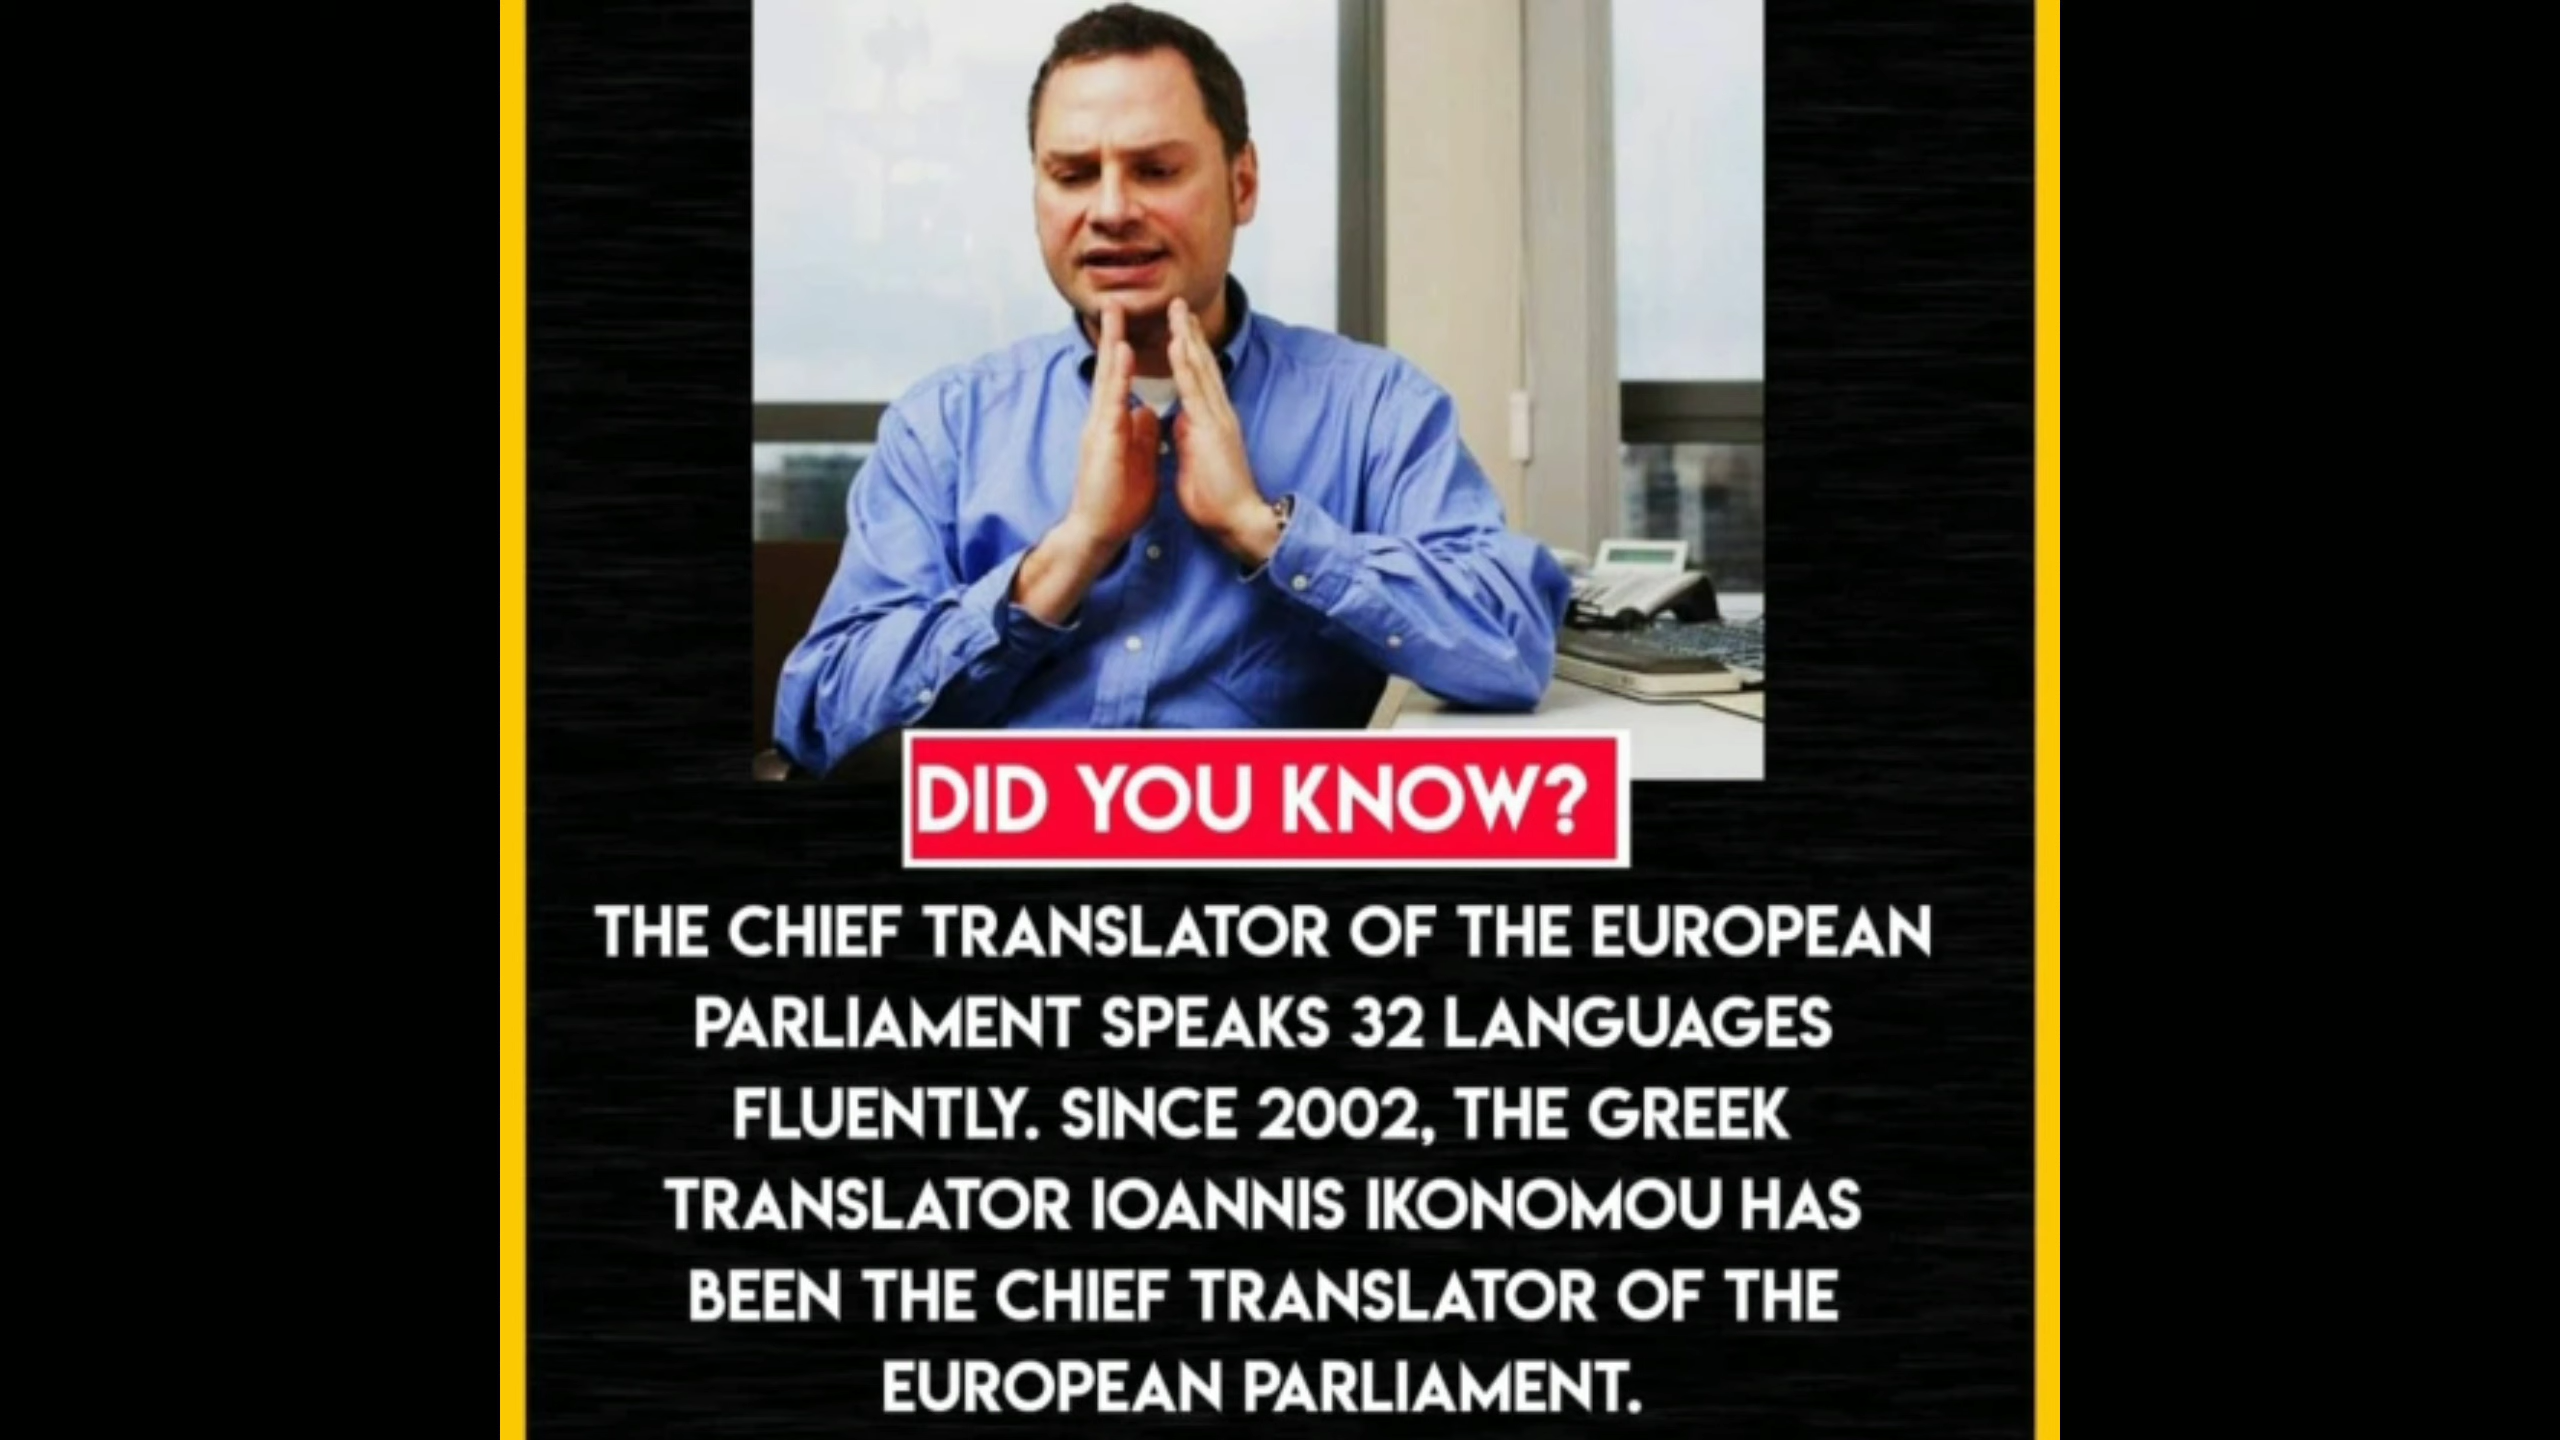 DID YOU KNOW?
THE CHIEF TRANSLATOR OF THE EUROPEAN
PARLIAMENT SPEAKS 32 LANGUAGES
FLUENTLY. SINCE 2002, THE GREEK
TRANSLATOR IOANNIS IKONOMOU HAS
BEEN THE CHIEF TRANSLATOR OF THE
EUROPEAN PARLIAMENT.